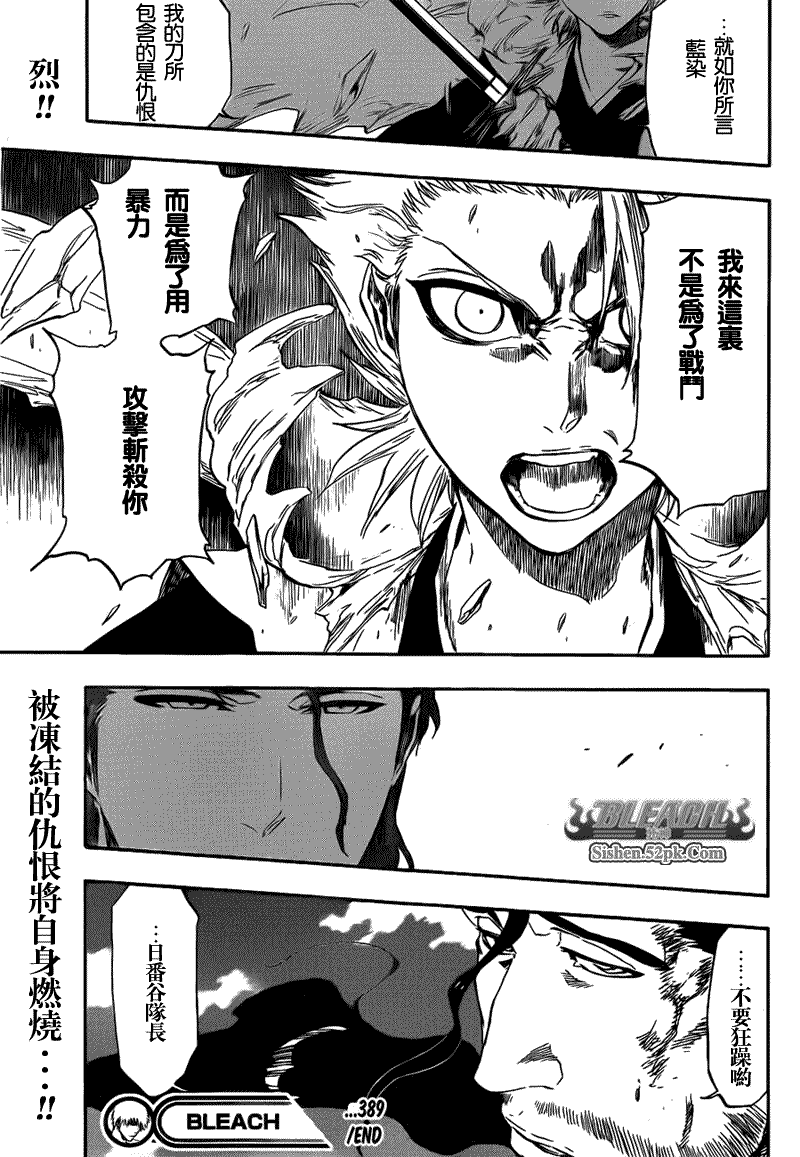 …就如你所言
藍染
我的刀所
包含的是仇恨
我來這裏
不是爲了戰鬥
而是爲了用
暴力
攻擊斬殺你
BLEACH
Sishen.52pk.Com
……不要狂躁喲
…日番谷隊長
被凍結的仇恨將自身燃燒…!!
烈!!
BLEACH
...389
/END